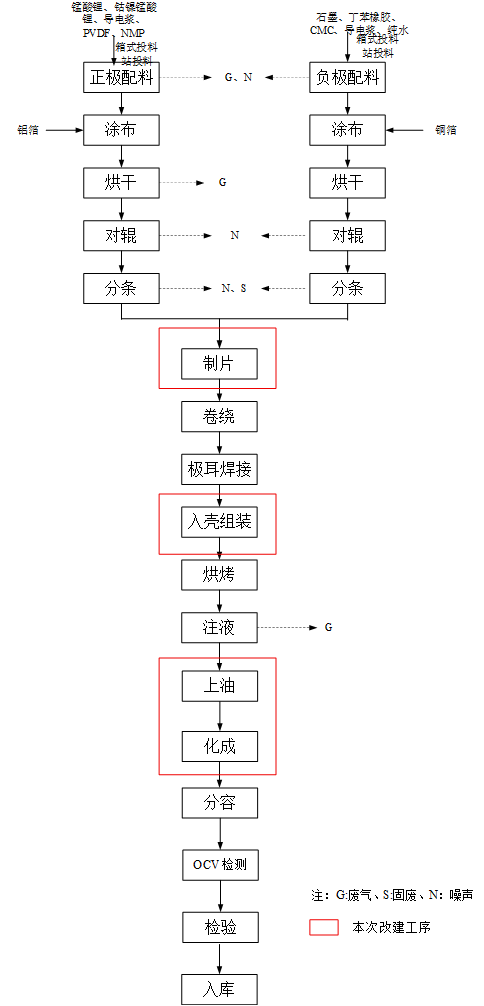 锰酸锂、钴镍锰酸
锂、导电浆、
PVDF、NMP
箱式投料
站投料
石墨、丁苯橡胶、
CMC、导电浆、纯水
箱式投料
站投料
正极配料
G、N
负极配料
铝箔
涂布
涂布
铜箔
烘干
G
烘干
对辊
N
对辊
分条
N、S
分条
制片
卷绕
极耳焊接
入壳组装
烘烤
注液
G
上油
化成
分容
OCV 检测
检验
入库
注：G:废气、S:固废、N：噪声
本次改建工序